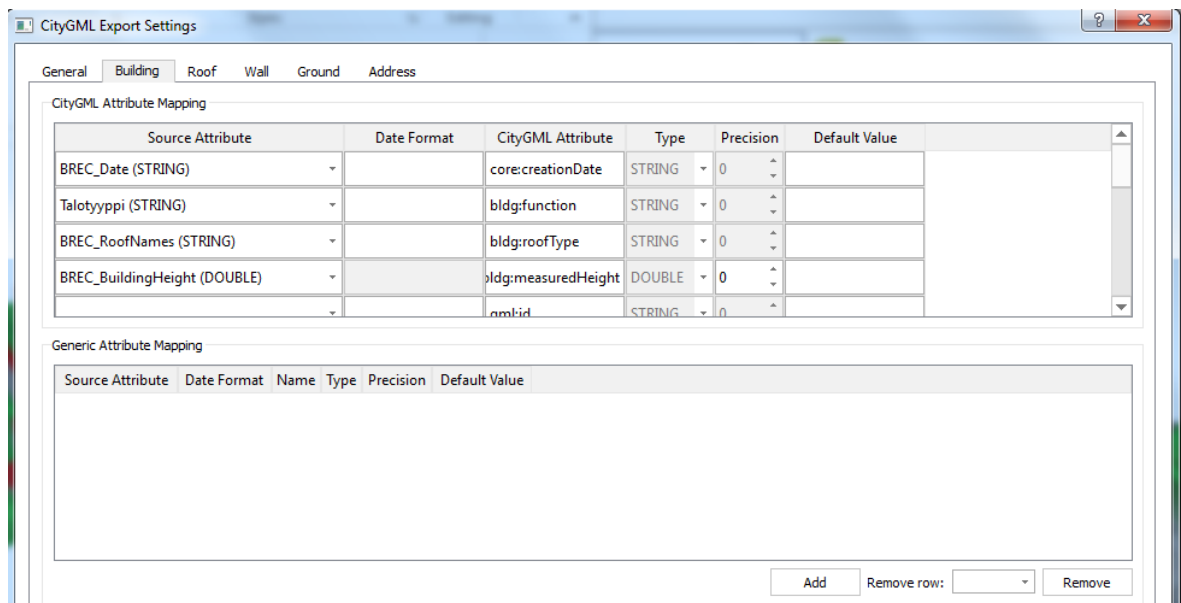 CityGML Export Settings
General Building Roof Wall Ground Address
CityGML Attribute Mapping
Source Attribute Date Format CityGML Attribute Type Precision Default Value
BREC_Date (STRING) core:creationDate STRING 0
Talotyyppi (STRING) bldg:function STRING 0
BREC_RoofNames (STRING) bldg:roofType STRING 0
BREC_BuildingHeight (DOUBLE) bldg:measuredHeight DOUBLE 0
gml:id STRING 0
Generic Attribute Mapping
Source Attribute Date Format Name Type Precision Default Value
Add Remove row: Remove